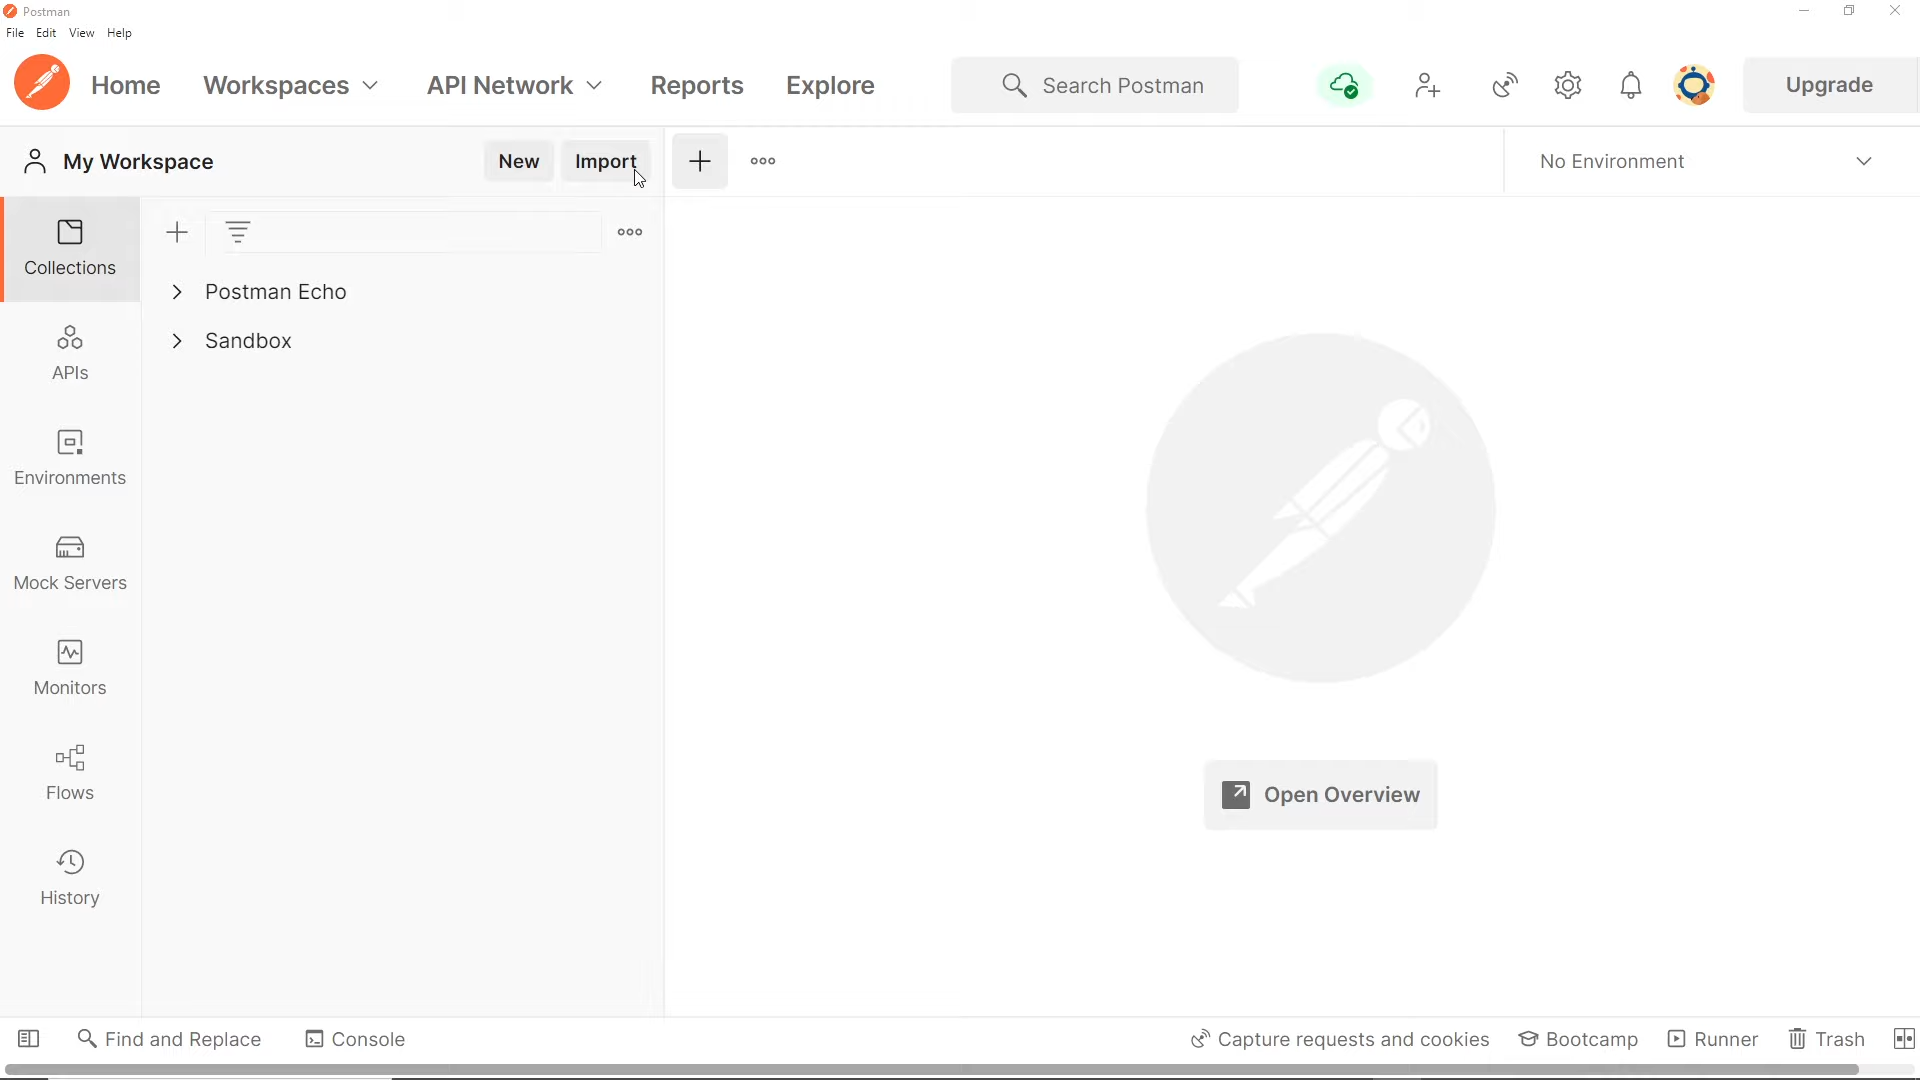 Postman
File Edit View Help
Home Workspaces API Network Reports Explore Search Postman Upgrade
My Workspace New Import No Environment
Collections
Postman Echo
Sandbox
APIs
Environments
Mock Servers
Monitors
Flows
Open Overview
History
Find and Replace Console Capture requests and cookies Bootcamp Runner Trash